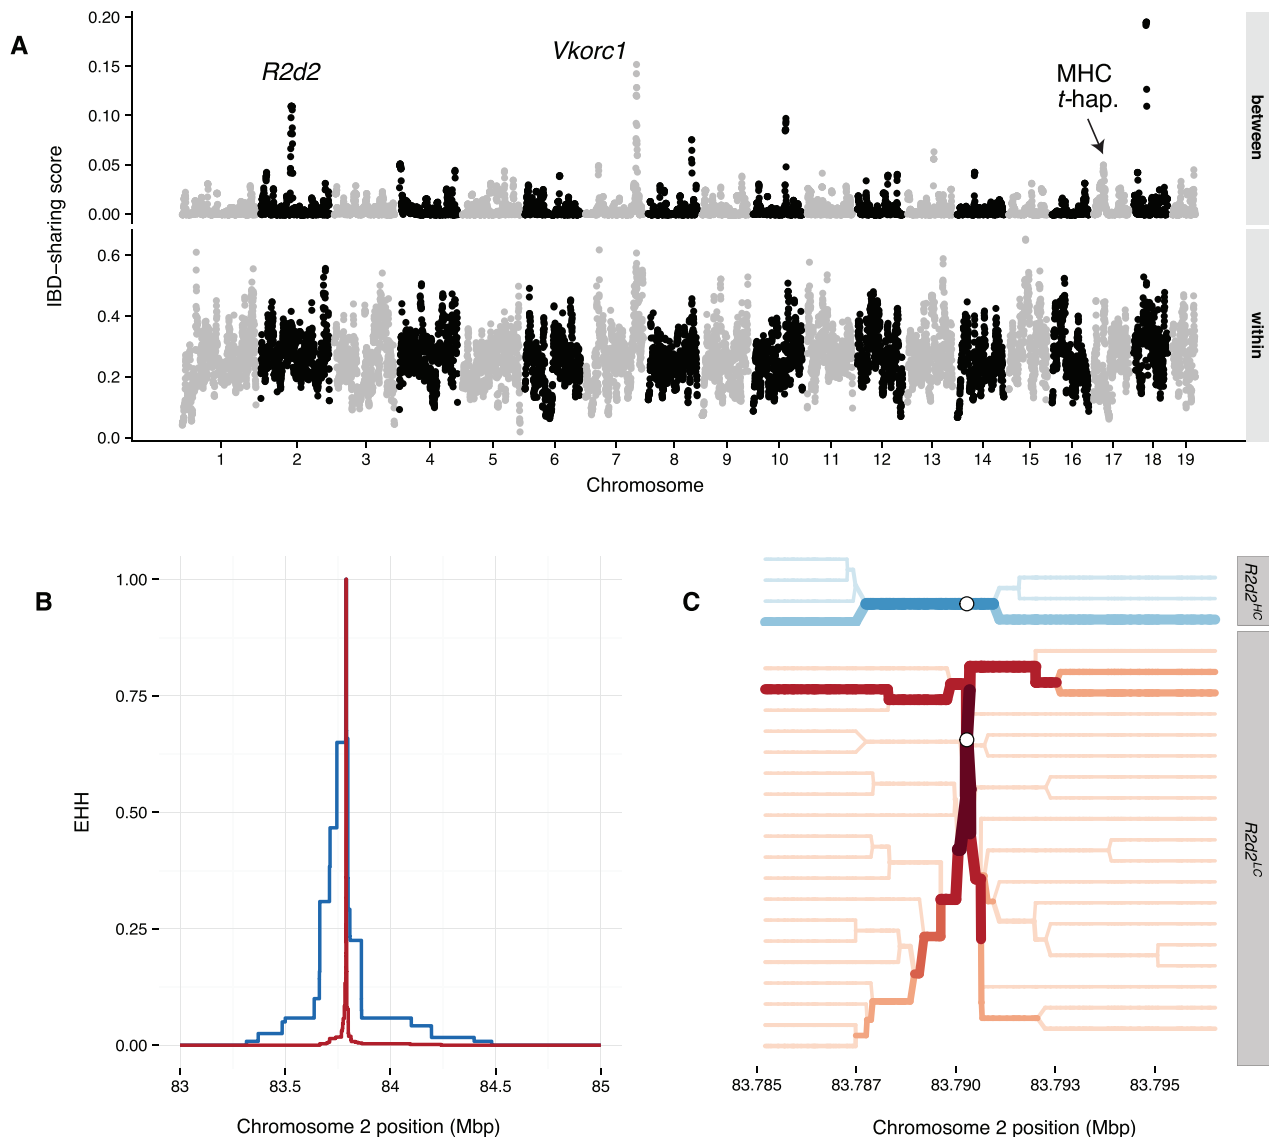 A
0.20
0.15
0.10
0.05
0.00
R2d2
Vkorc1
MHC
t-hap.
between
IBD−sharing score
0.6
0.4
0.2
0.0
within
1 2 3 4 5 6 7 8 9 10 11 12 13 14 15 16 17 18 19
Chromosome
B
1.00
0.75
0.50
0.25
0.00
EHH
83 83.5 84 84.5 85
Chromosome 2 position (Mbp)
C
R2d2HC
R2d2LC
83.785 83.787 83.790 83.793 83.795
Chromosome 2 position (Mbp)